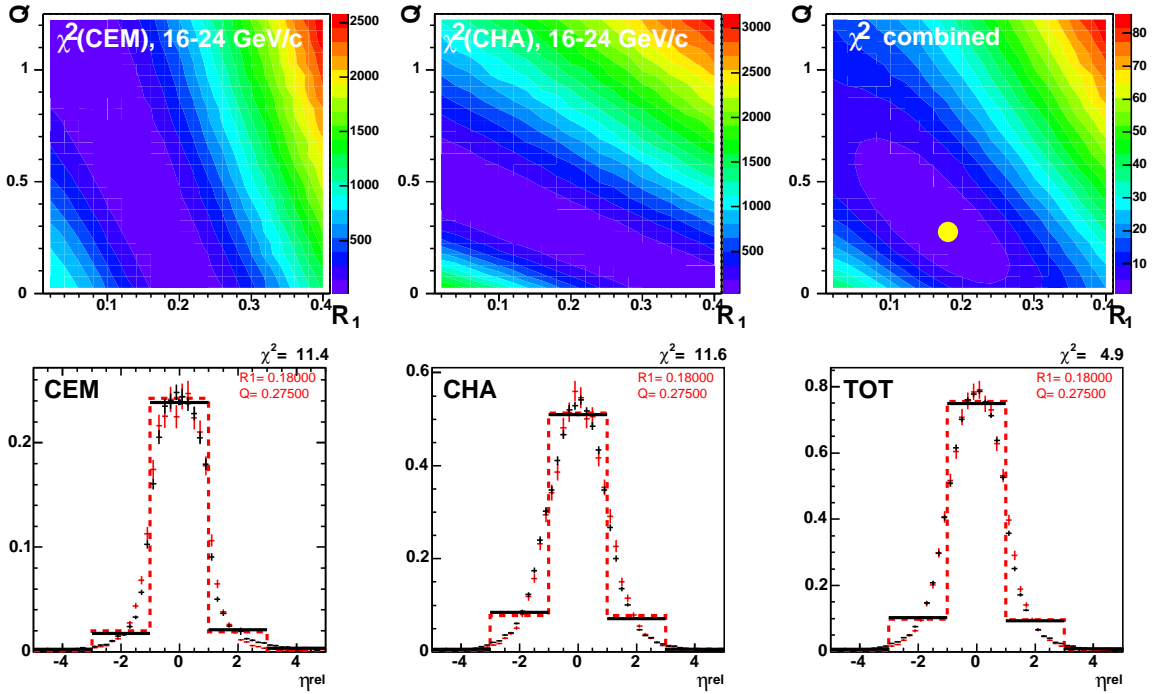 Q
χ²(CEM), 16-24 GeV/c
1
0.5
0
0.1
0.2
0.3
0.4
R₁
2500
2000
1500
1000
500
Q
χ²(CHA), 16-24 GeV/c
1
0.5
0
0.1
0.2
0.3
0.4
R₁
3000
2500
2000
1500
1000
500
Q
χ² combined
1
0.5
0
0.1
0.2
0.3
0.4
R₁
80
70
60
50
40
30
20
10
χ²= 11.4
CEM
R1= 0.18000
Q= 0.27500
0.2
0.1
0
-4
-2
0
2
4
ηʳᵉˡ
χ²= 11.6
CHA
R1= 0.18000
Q= 0.27500
0.6
0.4
0.2
0
-4
-2
0
2
4
ηʳᵉˡ
χ²= 4.9
TOT
R1= 0.18000
Q= 0.27500
0.8
0.6
0.4
0.2
0
-4
-2
0
2
4
ηʳᵉˡ